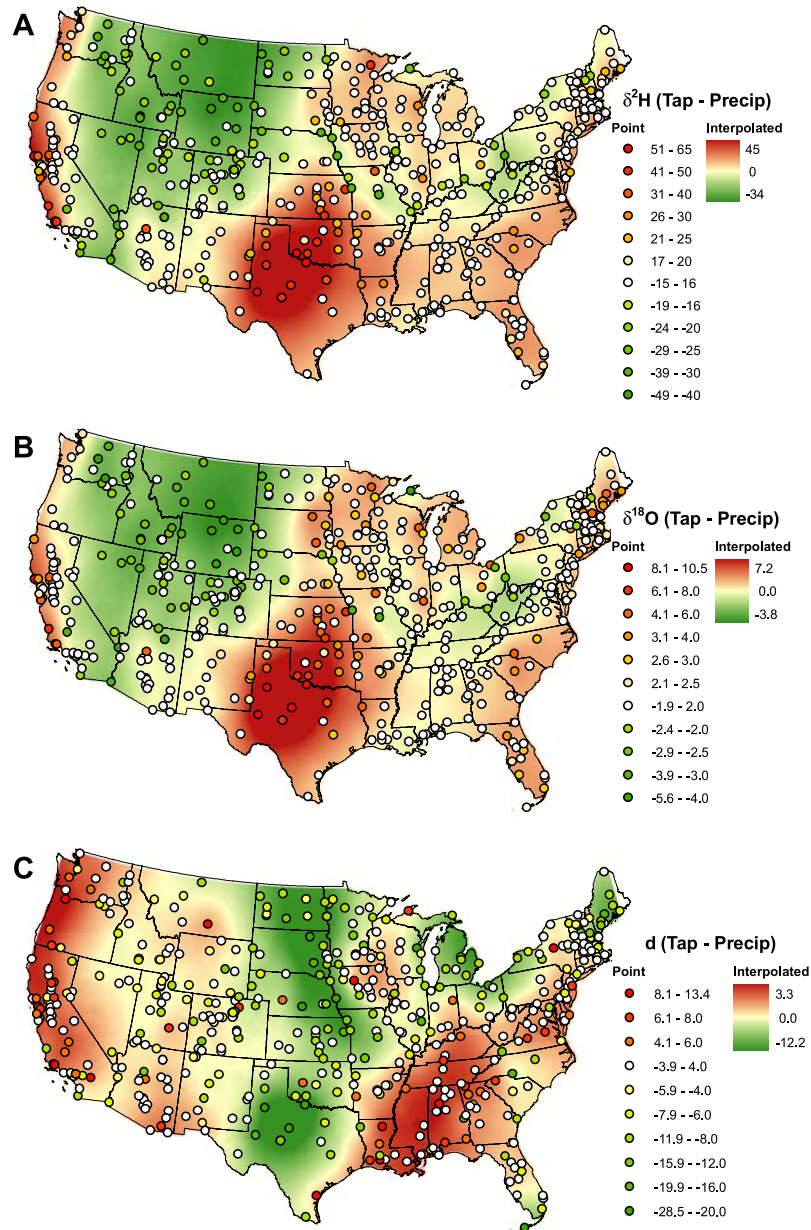 A
δ²H (Tap - Precip)
Point Interpolated
51 - 65 45
41 - 50 0
31 - 40 -34
26 - 30
21 - 25
17 - 20
-15 - 16
-19 - -16
-24 - -20
-29 - -25
-39 - -30
-49 - -40
B
δ¹⁸O (Tap - Precip)
Point Interpolated
8.1 - 10.5 7.2
6.1 - 8.0 0.0
4.1 - 6.0 -3.8
3.1 - 4.0
2.6 - 3.0
2.1 - 2.5
-1.9 - 2.0
-2.4 - -2.0
-2.9 - -2.5
-3.9 - -3.0
-5.6 - -4.0
C
d (Tap - Precip)
Point Interpolated
8.1 - 13.4 3.3
6.1 - 8.0 0.0
4.1 - 6.0 -12.2
-3.9 - 4.0
-5.9 - -4.0
-7.9 - -6.0
-11.9 - -8.0
-15.9 - -12.0
-19.9 - -16.0
-28.5 - -20.0